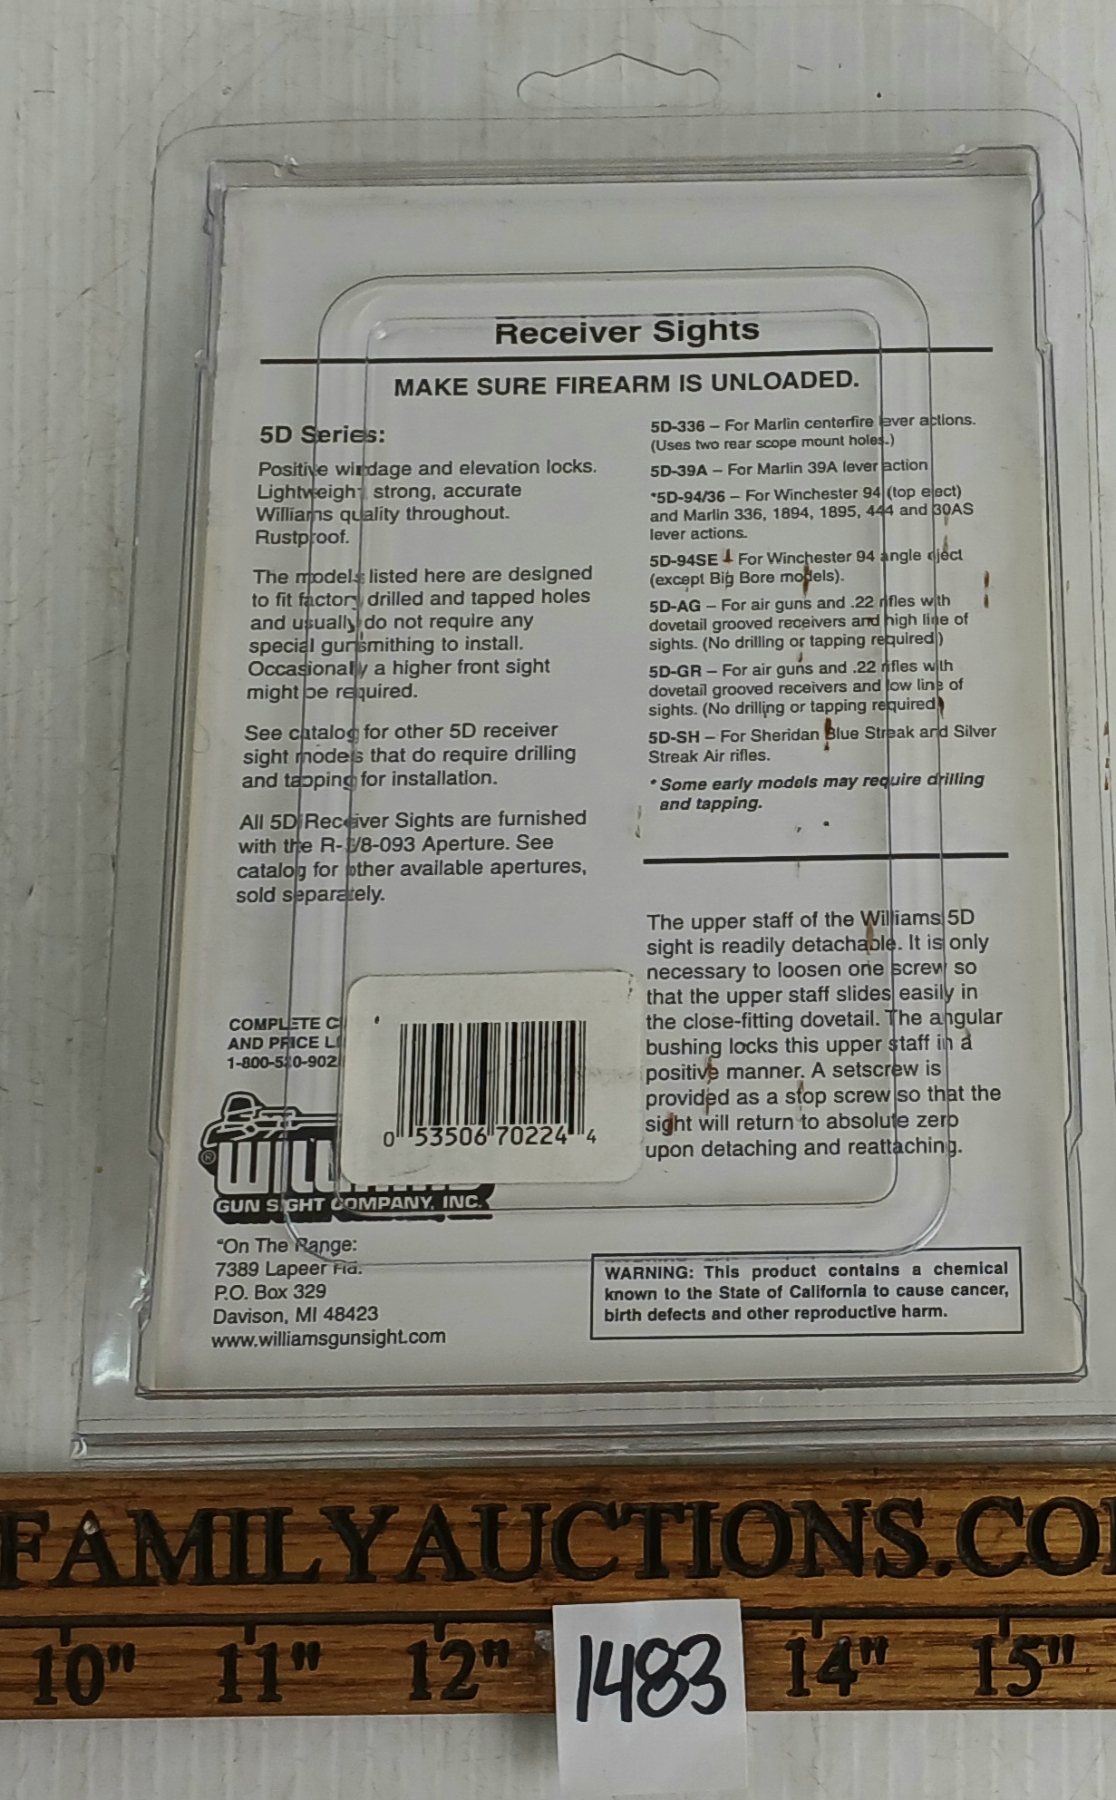 Receiver Sights
MAKE SURE FIREARM IS UNLOADED.
5D Series:
Positive windage and elevation locks.
Lightweight strong, accurate
Williams quality throughout.
Rustproof.
The models listed here are designed
to fit factory drilled and tapped holes
and usually do not require any
special gunsmithing to install.
Occasionally a higher front sight
might be required.
See catalog for other 5D receiver
sight models that do require drilling
and tapping for installation.
All 5D Receiver Sights are furnished
with the R- /8-093 Aperture. See
catalog for other available apertures,
sold separately.
5D-336 – For Marlin centerfire lever actions.
(Uses two rear scope mount holes.)
5D-39A – For Marlin 39A lever action
*5D-94/36 – For Winchester 94 (top eject)
and Marlin 336, 1894, 1895, 444 and 30AS
lever actions.
5D-94SE – For Winchester 94 angle eject
(except Big Bore models).
5D-AG – For air guns and .22 rifles with
dovetail grooved receivers and high line of
sights. (No drilling or tapping required)
5D-GR – For air guns and .22 rifles with
dovetail grooved receivers and low line of
sights. (No drilling or tapping required)
5D-SH – For Sheridan Blue Streak and Silver
Streak Air rifles.
* Some early models may require drilling
and tapping.
The upper staff of the Williams 5D
sight is readily detachable. It is only
necessary to loosen one screw so
that the upper staff slides easily in
the close-fitting dovetail. The angular
bushing locks this upper staff in a
positive manner. A setscrew is
provided as a stop screw so that the
sight will return to absolute zero
upon detaching and reattaching.
COMPLETE C
AND PRICE L
0 53506 70224 4
®
GUN SIGHT COMPANY, INC.
"On The Range:
7389 Lapeer Rd.
P.O. Box 329
Davison, MI 48423
www.williamsgunsight.com
WARNING: This product contains a chemical
known to the State of California to cause cancer,
birth defects and other reproductive harm.
FAMILYAUCTIONS.CO
10" 11" 12" 1483 14" 15"